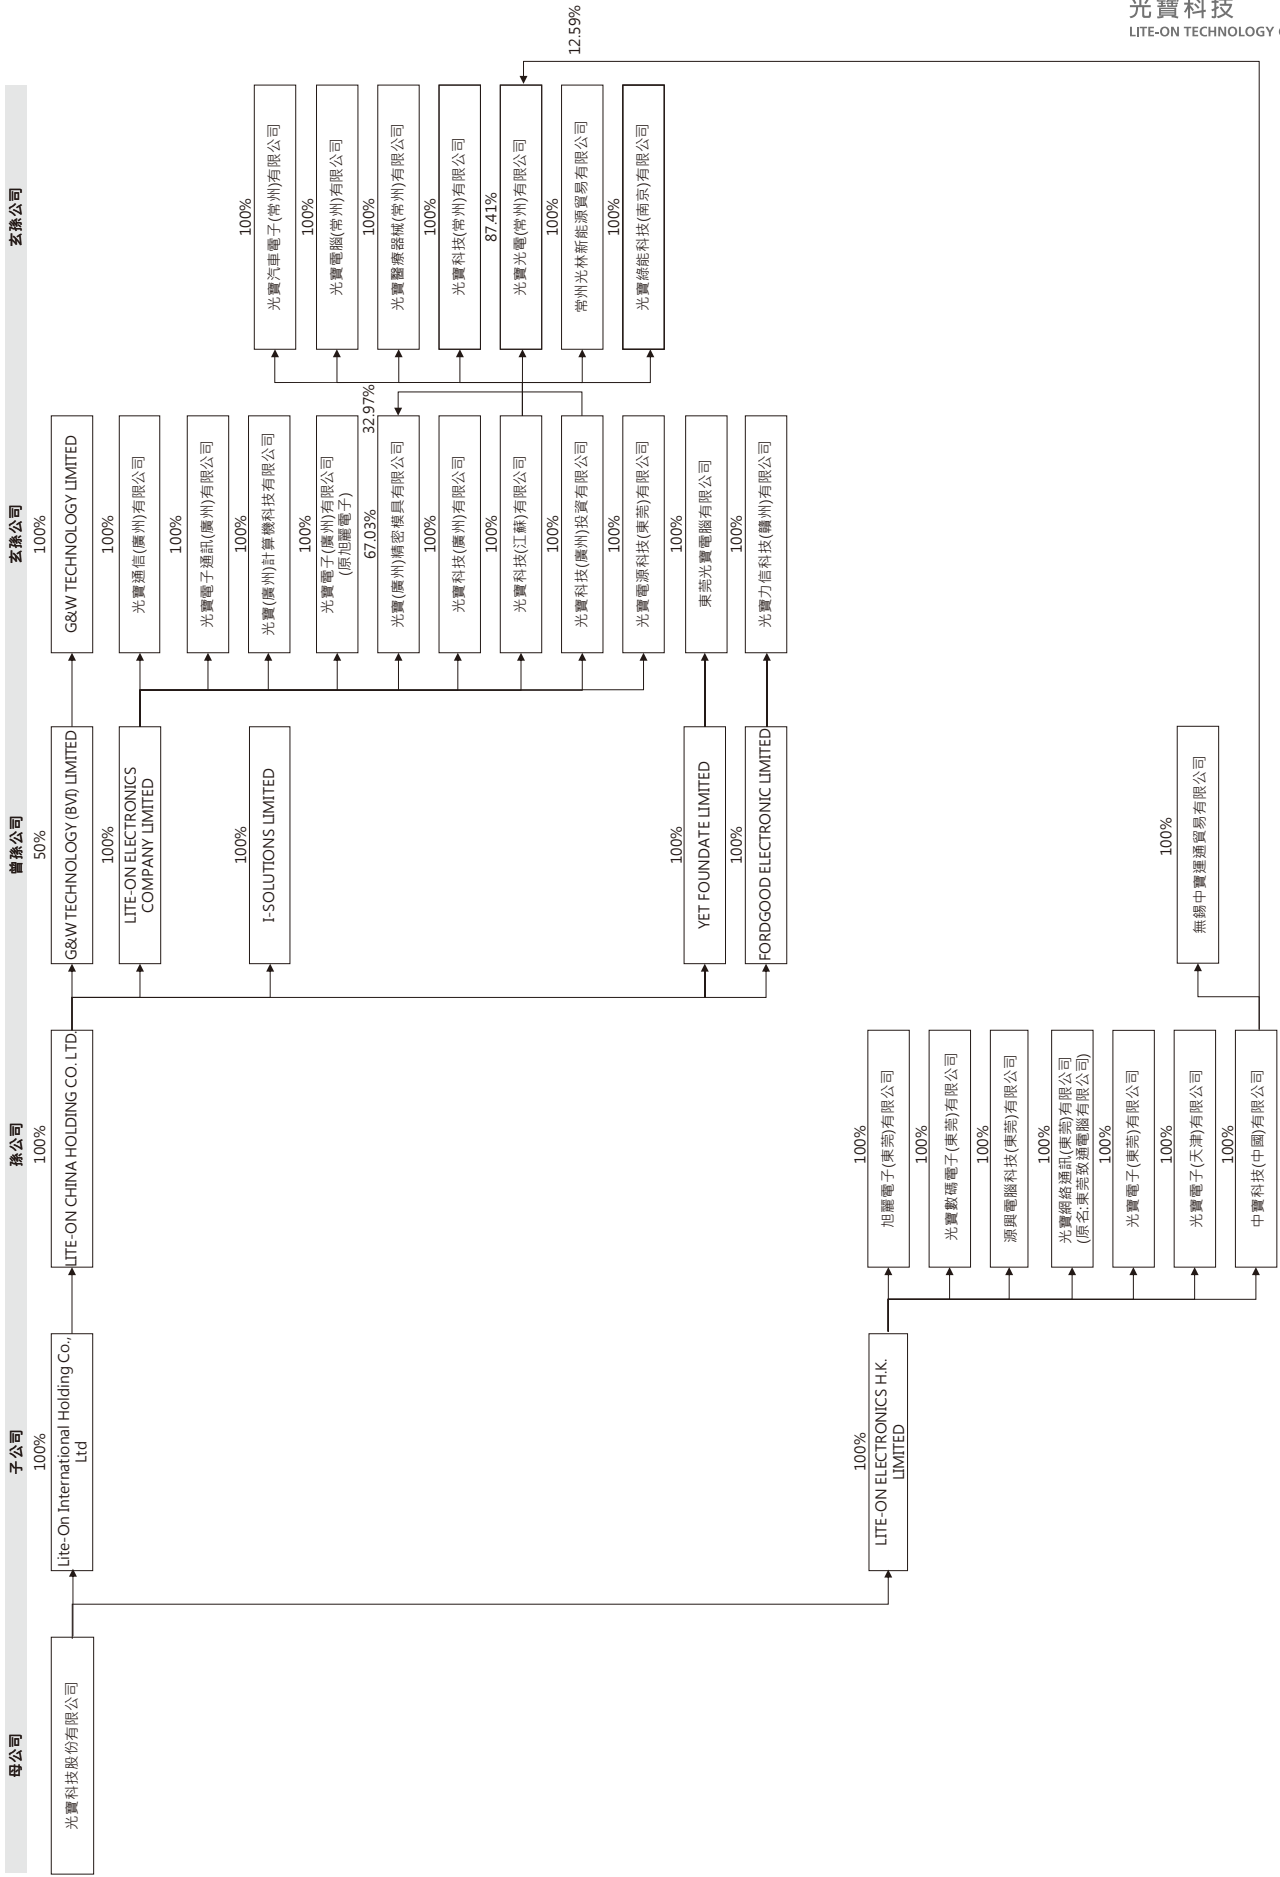 光寶科技
LITE-ON TECHNOLOGY
母公司
子公司
孫公司
曾孫公司
玄孫公司
玄孫公司
光寶科技股份有限公司
100%
Lite-On International Holding Co.,
Ltd
100%
LITE-ON CHINA HOLDING CO. LTD.
50%
G&W TECHNOLOGY (BVI) LIMITED
100%
G&W TECHNOLOGY LIMITED
100%
LITE-ON ELECTRONICS
COMPANY LIMITED
100%
光寶通信(廣州)有限公司
100%
光寶電子通訊(廣州)有限公司
100%
I-SOLUTIONS LIMITED
100%
光寶(廣州)計算機科技有限公司
100%
光寶電子(廣州)有限公司
(原旭麗電子)
67.03%
32.97%
光寶(廣州)精密模具有限公司
100%
光寶科技(廣州)有限公司
100%
光寶科技(江蘇)有限公司
100%
光寶科技(廣州)投資有限公司
100%
光寶電源科技(東莞)有限公司
100%
YET FOUNDATE LIMITED
100%
東莞光寶電腦有限公司
100%
FORDGOOD ELECTRONIC LIMITED
100%
光寶力信科技(贛州)有限公司
100%
光寶汽車電子(常州)有限公司
100%
光寶電腦(常州)有限公司
100%
光寶醫療器械(常州)有限公司
100%
光寶科技(常州)有限公司
87.41%
12.59%
光寶光電(常州)有限公司
100%
常州光林新能源貿易有限公司
100%
光寶綠能科技(南京)有限公司
100%
LITE-ON ELECTRONICS H.K.
LIMITED
100%
旭麗電子(東莞)有限公司
100%
光寶數碼電子(東莞)有限公司
100%
源興電腦科技(東莞)有限公司
100%
光寶網絡通訊(東莞)有限公司
(原名:東莞致通電腦有限公司)
100%
光寶電子(東莞)有限公司
100%
光寶電子(天津)有限公司
100%
中寶科技(中國)有限公司
100%
無錫中寶運通貿易有限公司